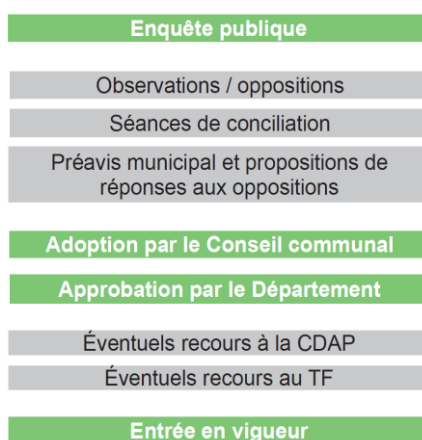 Enquête publique
Observations / oppositions
Séances de conciliation
Préavis municipal et propositions de
réponses aux oppositions
Adoption par le Conseil communal
Approbation par le Département
Éventuels recours à la CDAP
Éventuels recours au TF
Entrée en vigueur